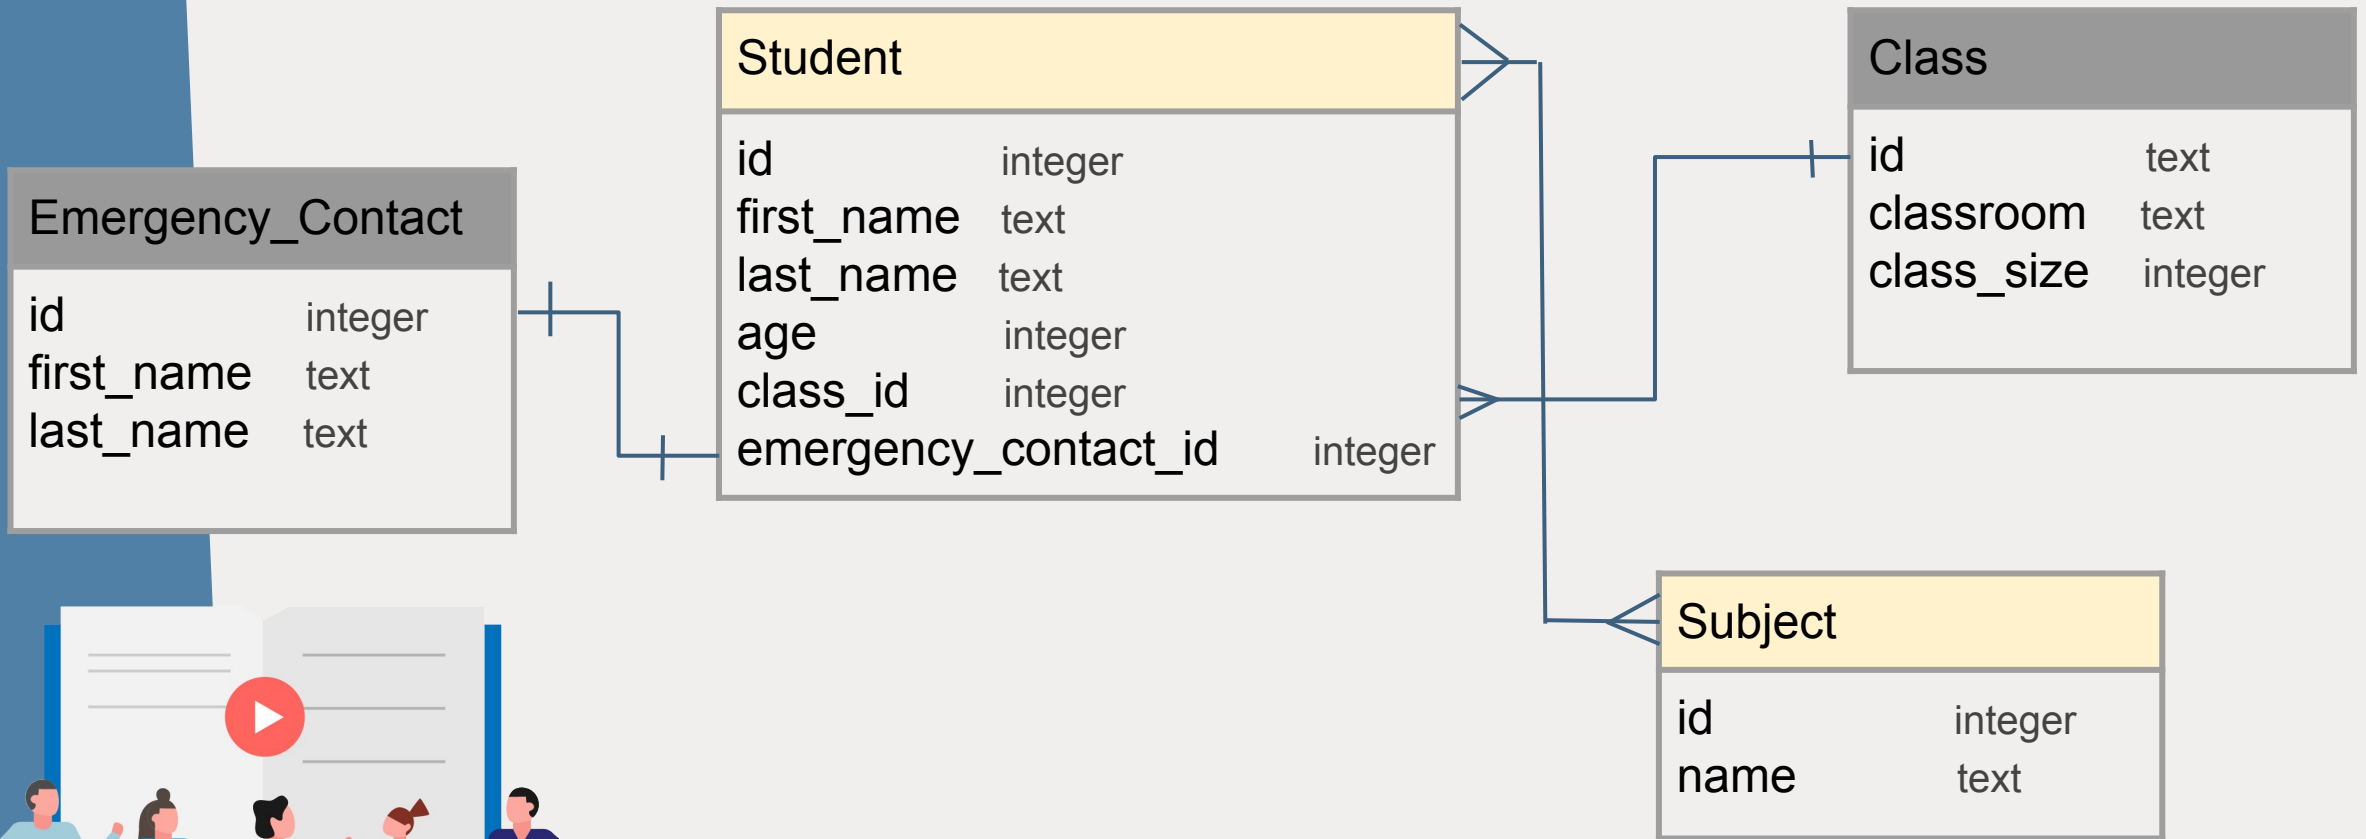 Emergency_Contact
id integer
first_name text
last_name text
Student
id integer
first_name text
last_name text
age integer
class_id integer
emergency_contact_id integer
Class
id text
classroom text
class_size integer
Subject
id integer
name text